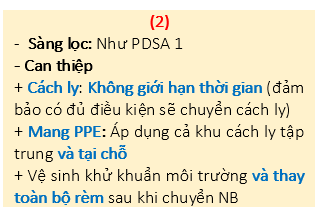 (2)
- Sàng lọc: Như PDSA 1
- Can thiệp
+ Cách ly: Không giới hạn thời gian (đảm
bảo có đủ điều kiện sẽ chuyển cách ly)
+ Mang PPE: Áp dụng cả khu cách ly tập
trung và tại chỗ
+ Vệ sinh khử khuẩn môi trường và thay
toàn bộ rèm sau khi chuyển NB